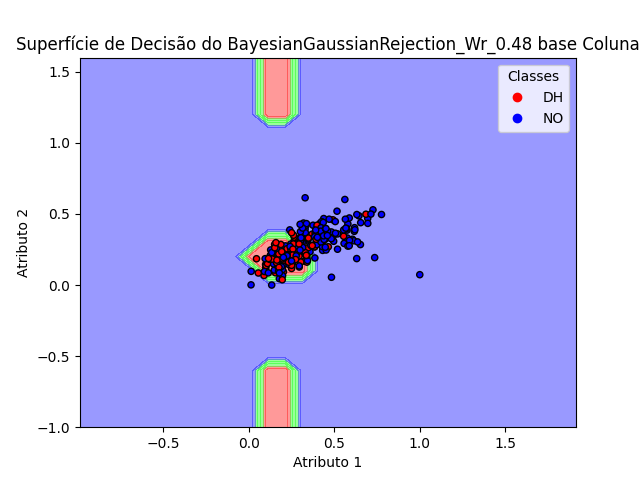 Superfície de Decisão do BayesianGaussianRejection_Wr_0.48 base Coluna
Classes
DH
NO
1.5
1.0
0.5
0.0
−0.5
−1.0
Atributo 2
−0.5
0.0
0.5
1.0
1.5
Atributo 1